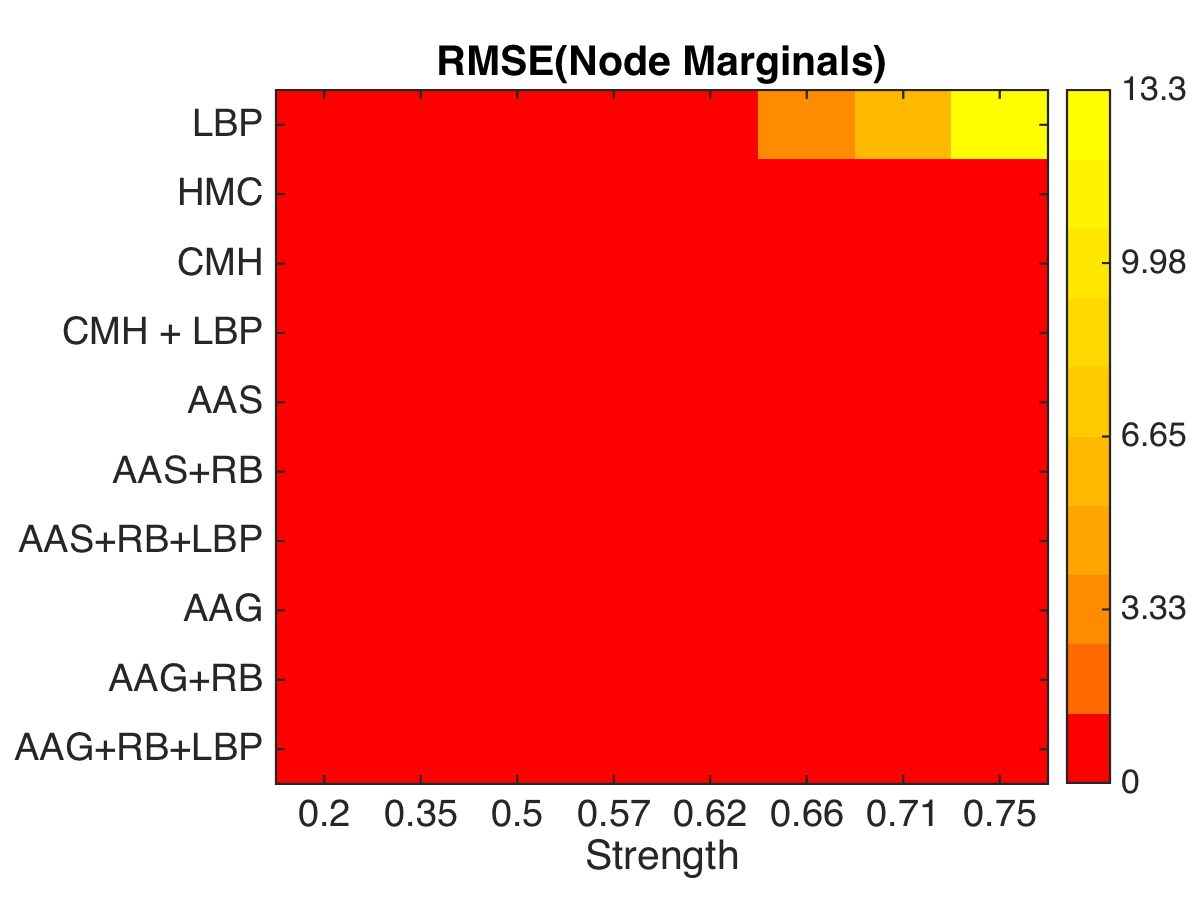 RMSE(Node Marginals)
LBP
HMC
CMH
CMH + LBP
AAS
AAS+RB
AAS+RB+LBP
AAG
AAG+RB
AAG+RB+LBP
0.2 0.35 0.5 0.57 0.62 0.66 0.71 0.75
Strength
13.3
9.98
6.65
3.33
0